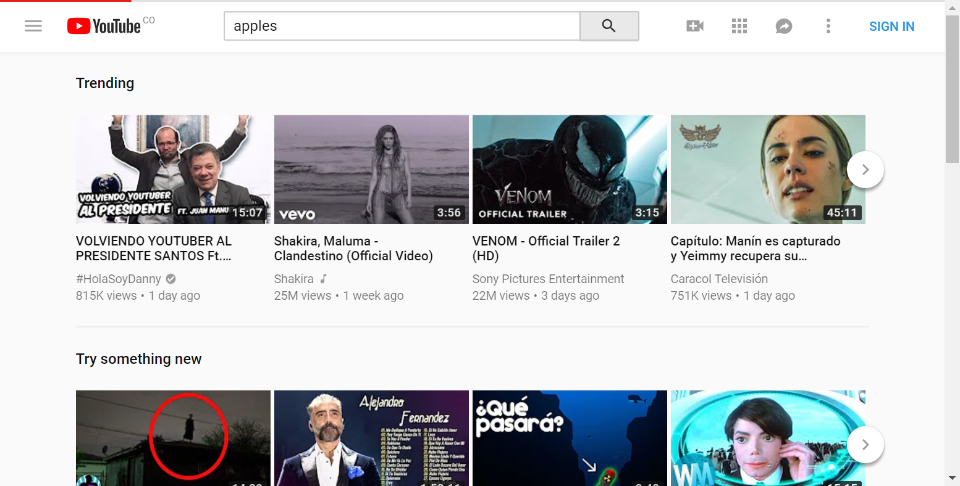 YouTube CO
apples
SIGN IN
Trending
VOLVIENDO YOUTUBER
AL PRESIDENTE
FT. JUAN MANU
15:07
vevo
3:56
VENOM
OFFICIAL TRAILER
3:15
45:11
VOLVIENDO YOUTUBER AL
PRESIDENTE SANTOS Ft....
#HolaSoyDanny
815K views • 1 day ago
Shakira, Maluma -
Clandestino (Official Video)
Shakira
25M views • 1 week ago
VENOM - Official Trailer 2
(HD)
Sony Pictures Entertainment
22M views • 3 days ago
Capítulo: Manín es capturado
y Yeimmy recupera su...
Caracol Televisión
751K views • 1 day ago
Try something new
Alejandro
Fernandez
¿Qué
pasará?
WM